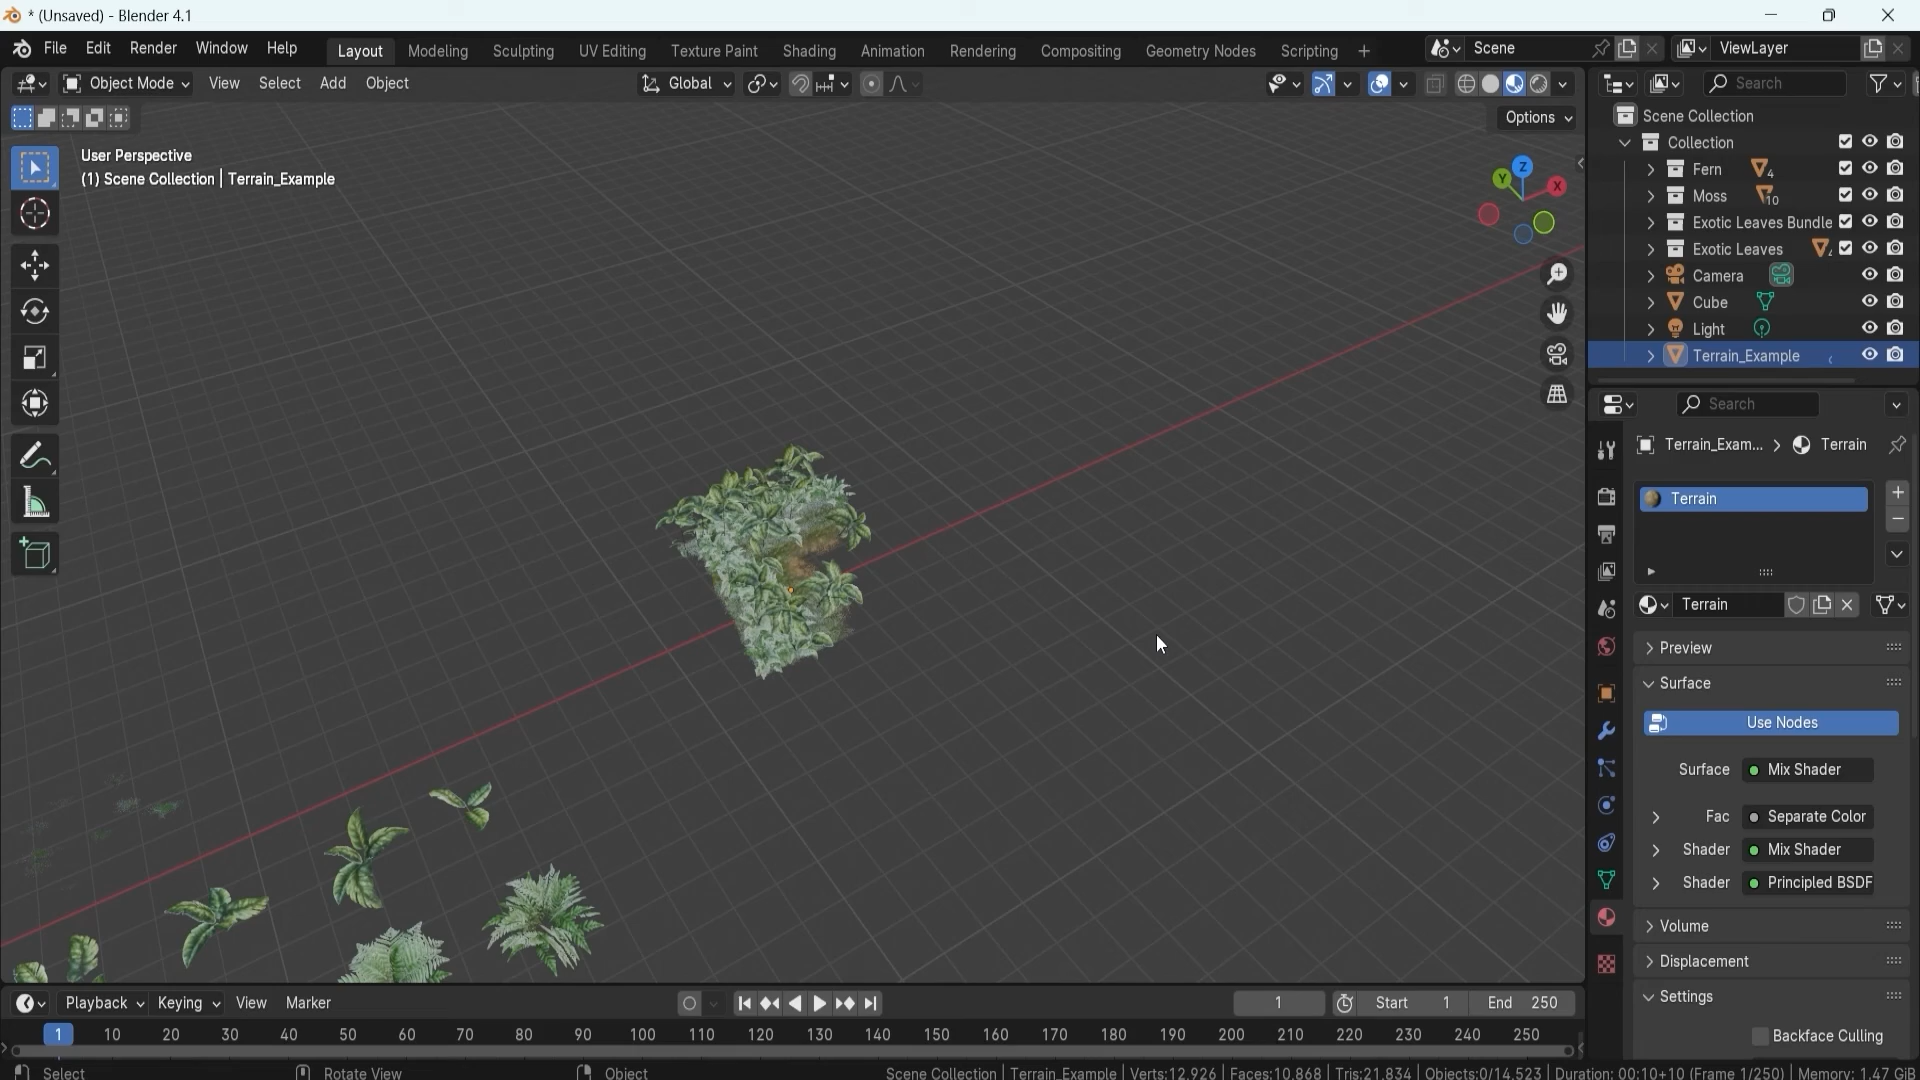 * (Unsaved) - Blender 4.1
File Edit Render Window Help Layout Modeling Sculpting UV Editing Texture Paint Shading Animation Rendering Compositing Geometry Nodes Scripting + Scene ViewLayer
Object Mode View Select Add Object Global Search
Options
User Perspective
(1) Scene Collection | Terrain_Example
Z
Y
X
Scene Collection
Collection
Fern 4
Moss 10
Exotic Leaves Bundle
Exotic Leaves
Camera
Cube
Light
Terrain_Example
Search
Terrain_Exam... > Terrain
Terrain
Terrain
Preview
Surface
Use Nodes
Surface Mix Shader
Fac Separate Color
Shader Mix Shader
Shader Principled BSDF
Volume
Displacement
Settings
Backface Culling
Playback Keying View Marker 1 Start 1 End 250
1 10 20 30 40 50 60 70 80 90 100 110 120 130 140 150 160 170 180 190 200 210 220 230 240 250
Select Rotate View Object Scene Collection | Terrain_Example | Verts:12,926 | Faces:10,868 | Tris:21,834 | Objects:0/14,523 | Duration: 00:10+10 (Frame 1/250) | Memory: 1.47 GiB